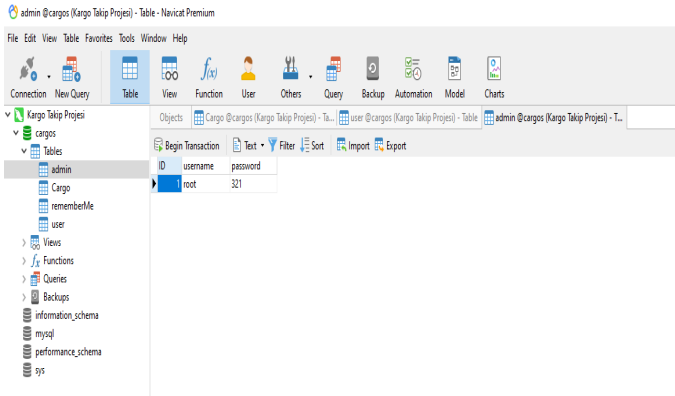 admin @cargos (Kargo Takip Projesi) - Table - Navicat Premium
File Edit View Table Favorites Tools Window Help
Connection New Query Table View Function User Others Query Backup Automation Model Charts
Kargo Takip Projesi
cargos
Tables
admin
Cargo
rememberMe
user
Views
Functions
Queries
Backups
information_schema
mysql
performance_schema
sys
Objects Cargo @cargos (Kargo Takip Projesi) - Ta... user @cargos (Kargo Takip Projesi) - Table admin @cargos (Kargo Takip Projesi) - T...
Begin Transaction Text Filter Sort Import Export
ID username password
1 root 321